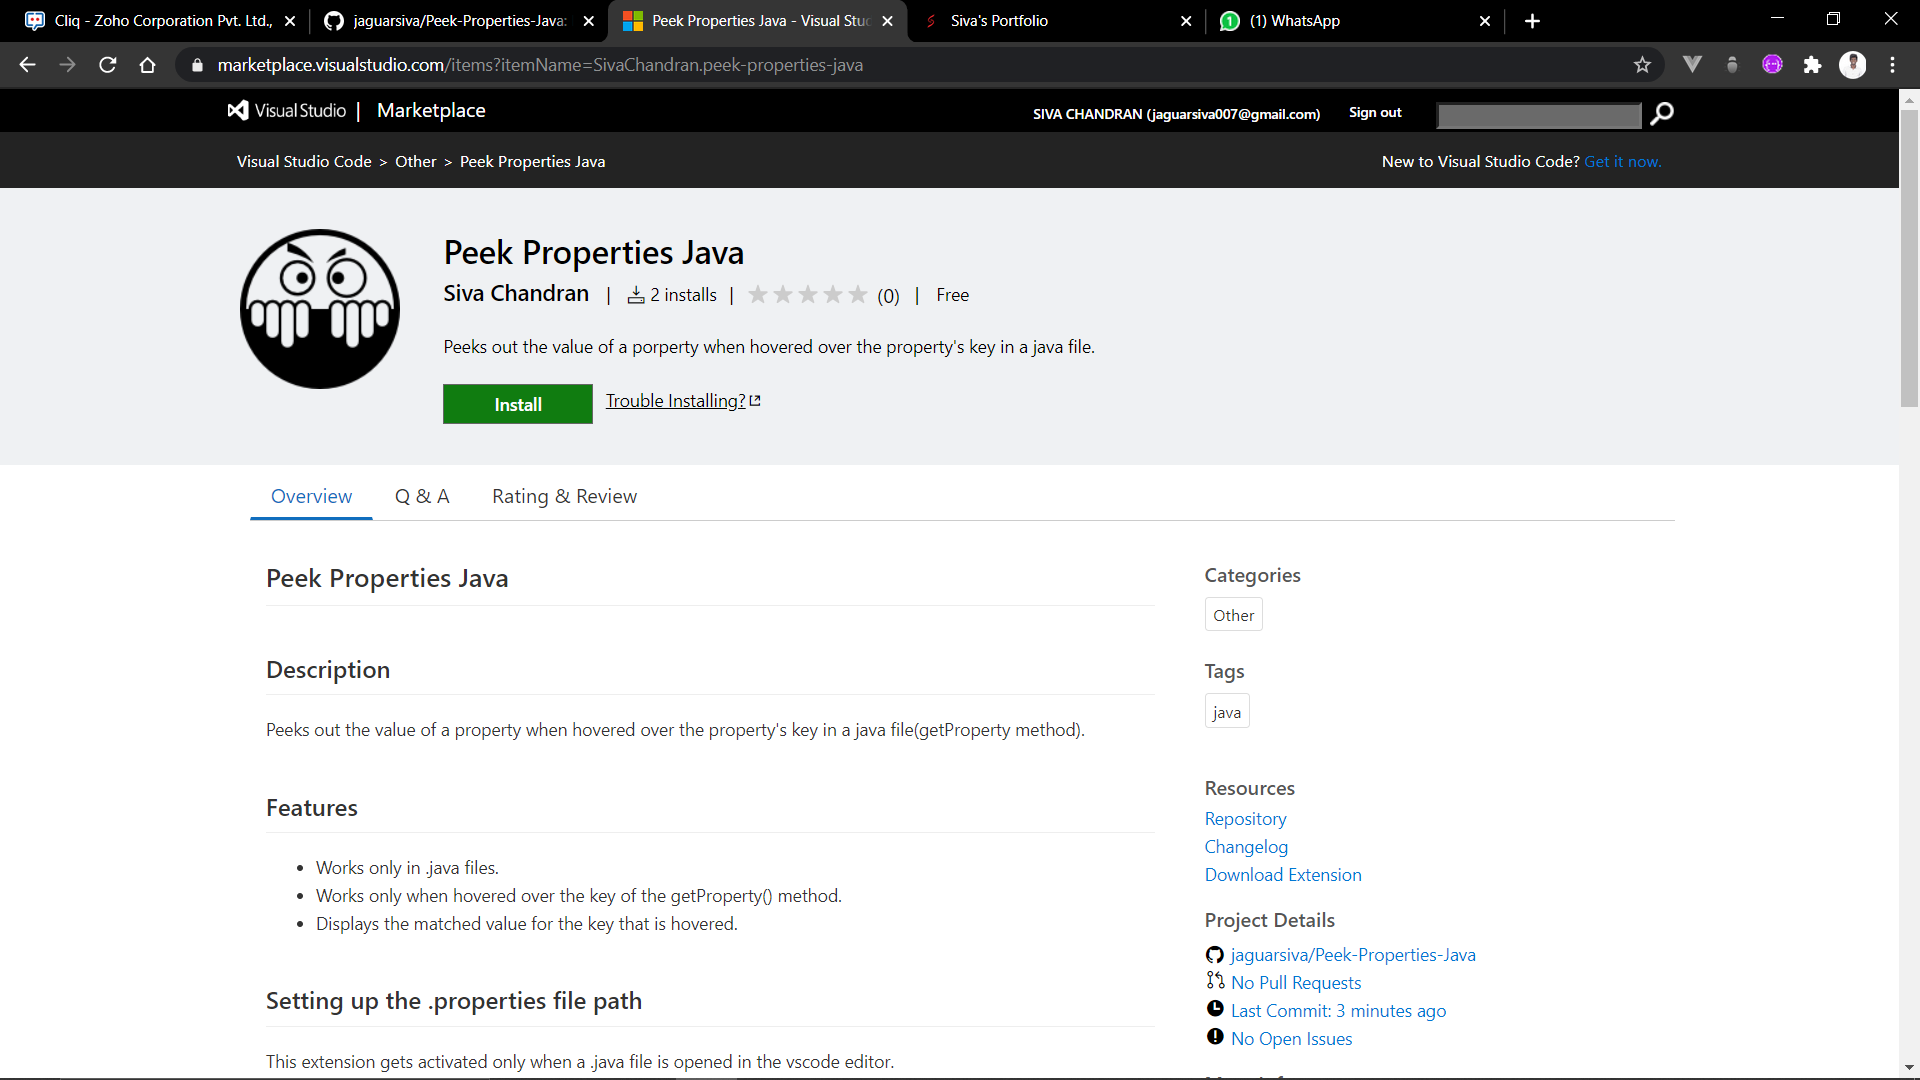 Cliq - Zoho Corporation Pvt. Ltd.,
jaguarsiva/Peek-Properties-Java:
Peek Properties Java - Visual Stud
Siva's Portfolio
(1) WhatsApp
marketplace.visualstudio.com/items?itemName=SivaChandran.peek-properties-java
Visual Studio | Marketplace
SIVA CHANDRAN (jaguarsiva007@gmail.com) Sign out
Visual Studio Code > Other > Peek Properties Java
New to Visual Studio Code? Get it now.
Peek Properties Java
Siva Chandran | 2 installs | (0) | Free
Peeks out the value of a porperty when hovered over the property's key in a java file.
Install Trouble Installing?
Overview Q & A Rating & Review
Peek Properties Java
Description
Peeks out the value of a property when hovered over the property's key in a java file(getProperty method).
Features
• Works only in .java files.
• Works only when hovered over the key of the getProperty() method.
• Displays the matched value for the key that is hovered.
Setting up the .properties file path
This extension gets activated only when a .java file is opened in the vscode editor.
Categories
Other
Tags
java
Resources
Repository
Changelog
Download Extension
Project Details
jaguarsiva/Peek-Properties-Java
No Pull Requests
Last Commit: 3 minutes ago
No Open Issues